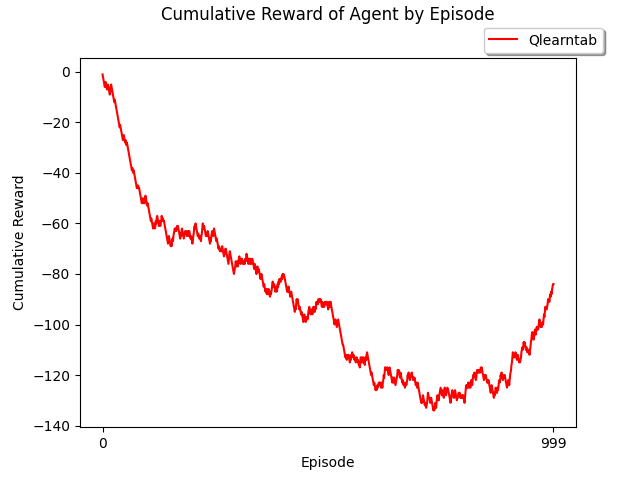 Cumulative Reward of Agent by Episode
Qlearntab
0
−20
−40
−60
−80
−100
−120
−140
Cumulative Reward
0 999
Episode